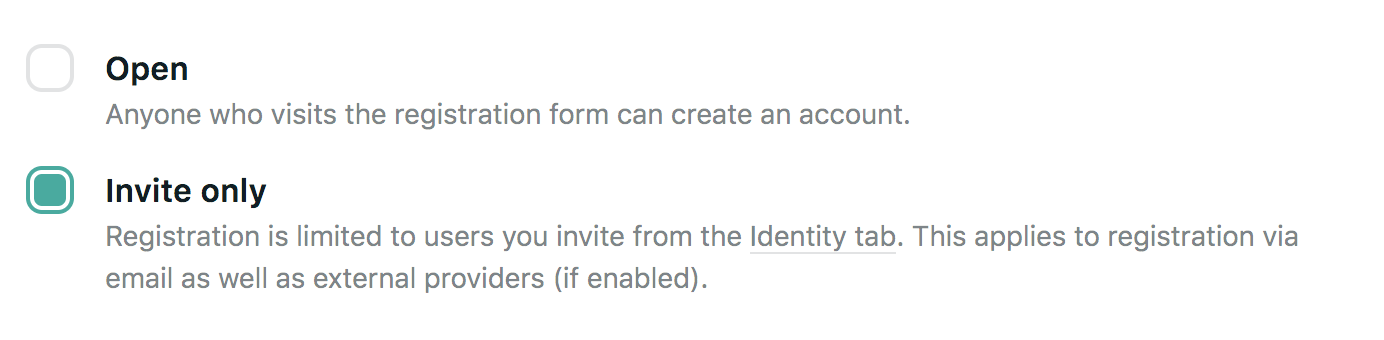 Open
Anyone who visits the registration form can create an account.
Invite only
Registration is limited to users you invite from the Identity tab. This applies to registration via
email as well as external providers (if enabled).